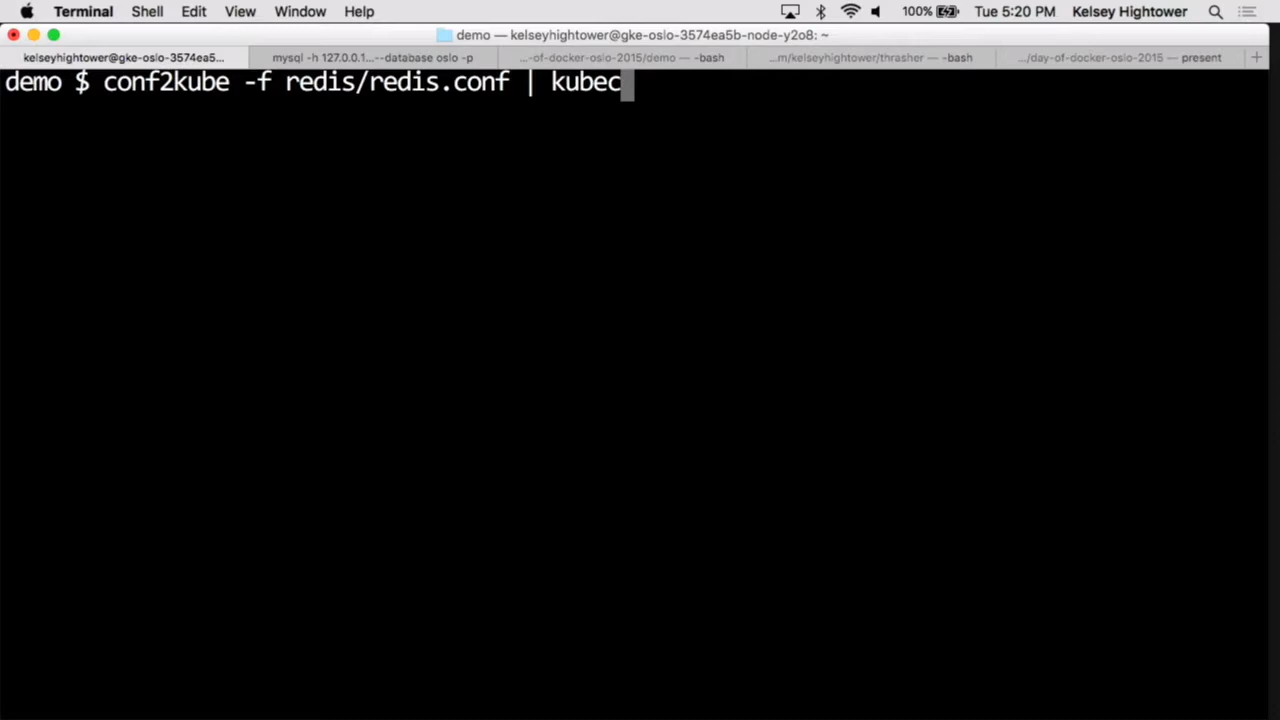 Terminal Shell Edit View Window Help 100% Tue 5:20 PM Kelsey Hightower
demo — kelseyhightower@gke-oslo-3574ea5b-node-y2o8: ~
kelseyhightower@gke-oslo-3574ea5... mysql -h 127.0.0.1...--database oslo -p ...-of-docker-oslo-2015/demo — -bash ...m/kelseyhightower/thrasher — -bash .../day-of-docker-oslo-2015 — present +
demo $ conf2kube -f redis/redis.conf | kubec